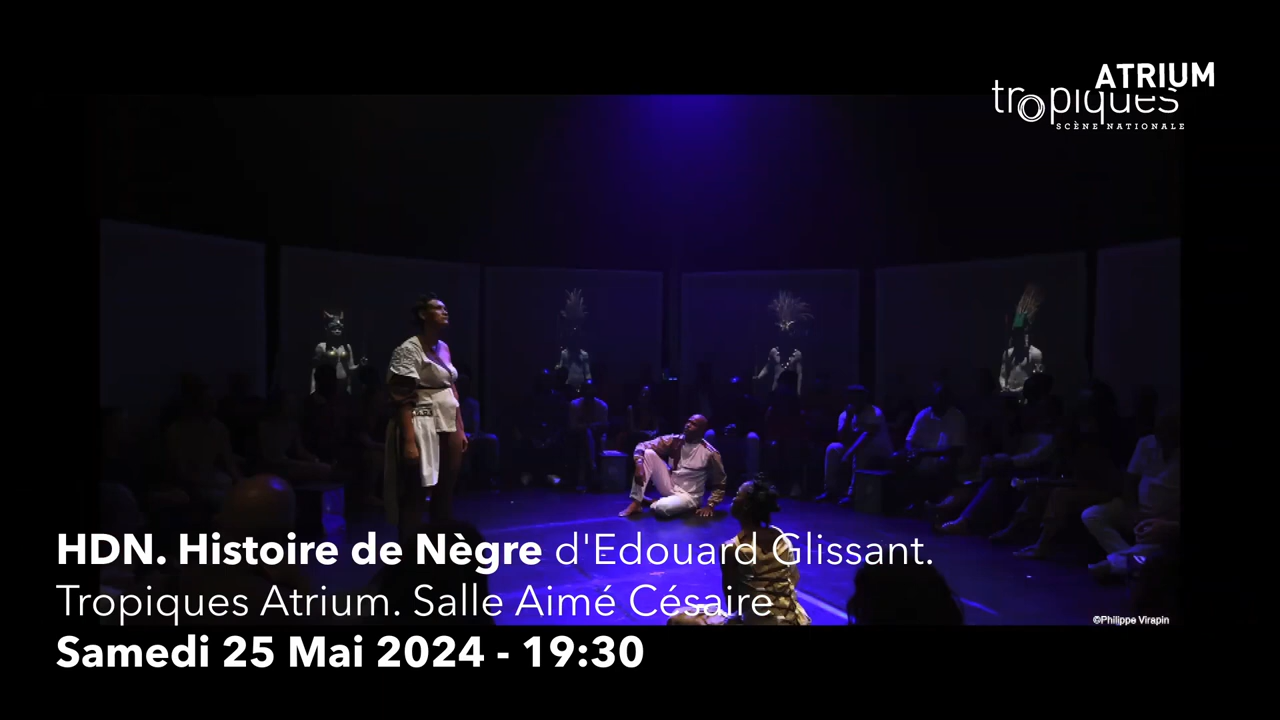 ATRIUM
tropiques
SCÈNE NATIONALE
HDN. Histoire de Nègre d'Edouard Glissant.
Tropiques Atrium. Salle Aimé Césaire
Samedi 25 Mai 2024 - 19:30
©Philippe Virapin